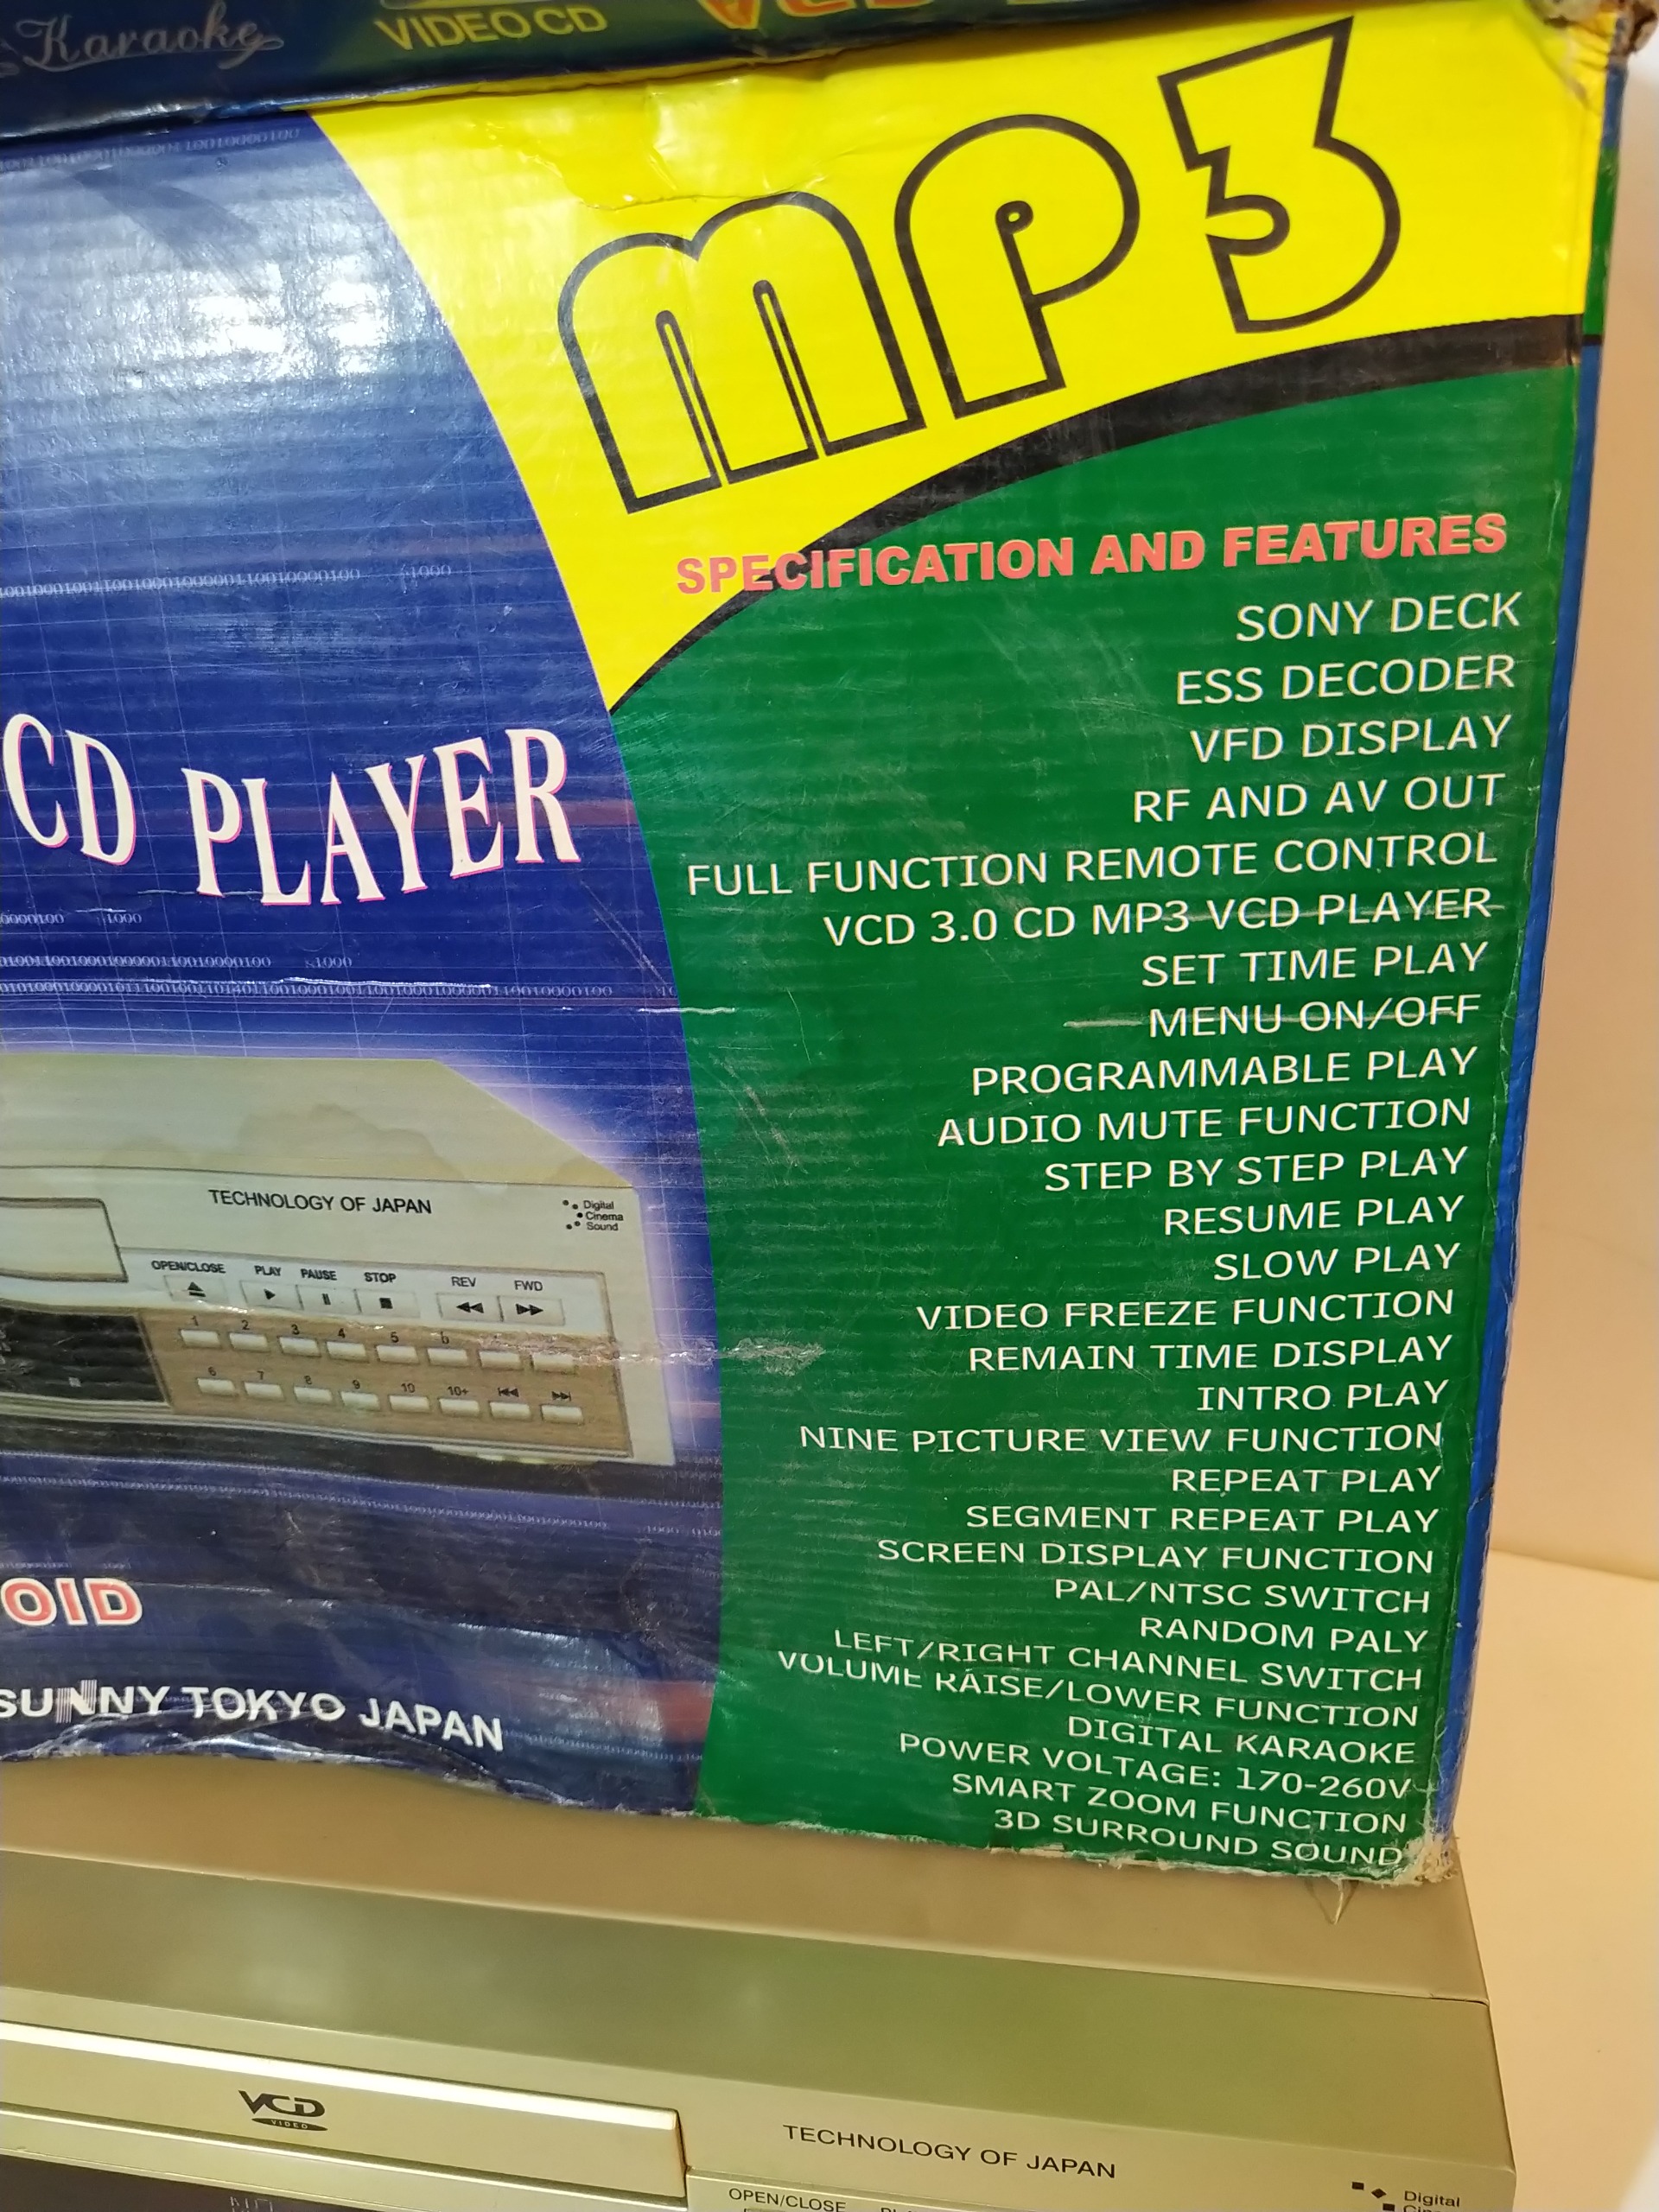 Karaoke
VIDEO CD
VCD
MP3
SPECIFICATION AND FEATURES
SONY DECK
ESS DECODER
VFD DISPLAY
RF AND AV OUT
FULL FUNCTION REMOTE CONTROL
VCD 3.0 CD MP3 VCD PLAYER
SET TIME PLAY
MENU ON/OFF
PROGRAMMABLE PLAY
AUDIO MUTE FUNCTION
STEP BY STEP PLAY
RESUME PLAY
SLOW PLAY
VIDEO FREEZE FUNCTION
REMAIN TIME DISPLAY
INTRO PLAY
NINE PICTURE VIEW FUNCTION
REPEAT PLAY
SEGMENT REPEAT PLAY
SCREEN DISPLAY FUNCTION
PAL/NTSC SWITCH
RANDOM PALY
LEFT/RIGHT CHANNEL SWITCH
VOLUME RAISE/LOWER FUNCTION
DIGITAL KARAOKE
POWER VOLTAGE: 170-260V
SMART ZOOM FUNCTION
3D SURROUND SOUND
CD PLAYER
TECHNOLOGY OF JAPAN
Digital
Cinema
Sound
OPEN/CLOSE PLAY PAUSE STOP REV FWD
1 2 3 4 5 6
6 7 8 9 10 10+
OID
SUNNY TOKYO JAPAN
VCD
VIDEO
TECHNOLOGY OF JAPAN
Digital
OPEN/CLOSE